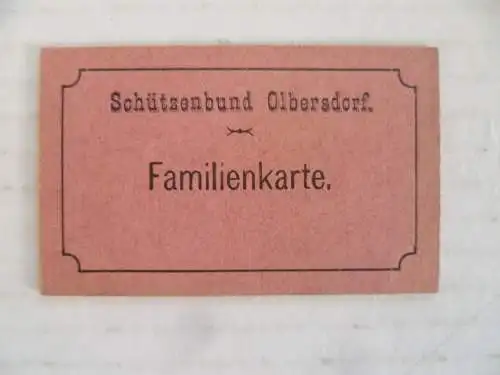 Schützenbund Olbersdorf.
Familienkarte.